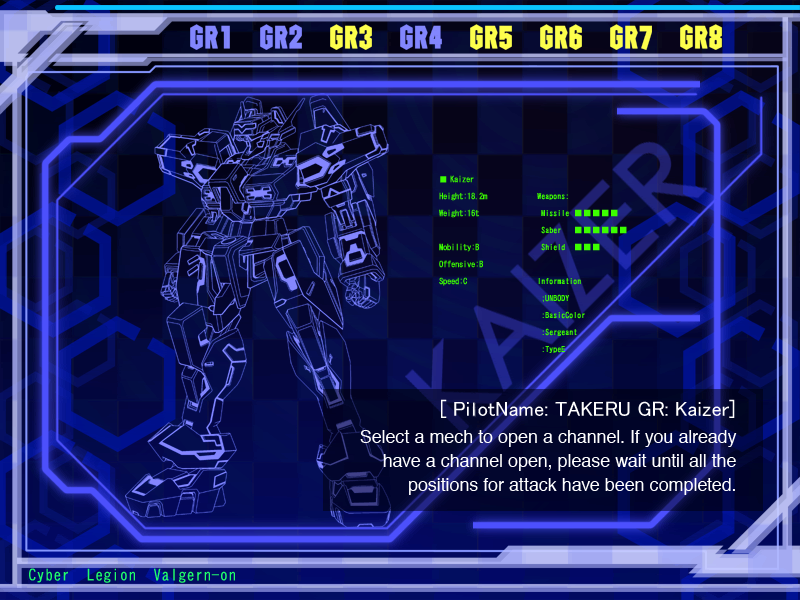 GR1 GR2 GR3 GR4 GR5 GR6 GR7 GR8
KAIZER
■ Kaizer
Height:18.2m
Weight:16t
Mobility:B
Offensive:B
Speed:C
Weapons:
Missile ■■■■■
Saber ■■■■■■
Shield ■■■
Information
:UNBODY
:BasicColor
:Sergeant
:TypeE
[ PilotName: TAKERU GR: Kaizer]
Select a mech to open a channel. If you already
have a channel open, please wait until all the
positions for attack have been completed.
Cyber Legion Valgern-on